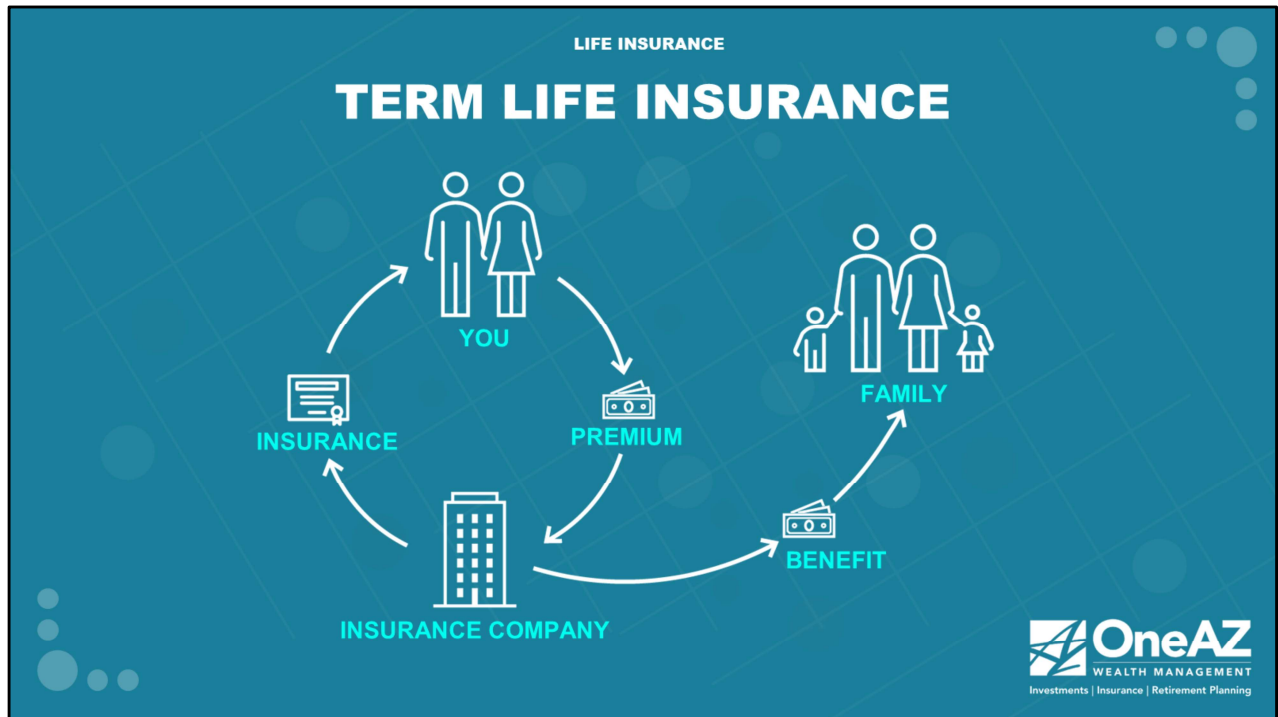 LIFE INSURANCE
TERM LIFE INSURANCE
YOU
FAMILY
INSURANCE
PREMIUM
BENEFIT
INSURANCE COMPANY
OneAZ
WEALTH MANAGEMENT
Investments | Insurance | Retirement Planning